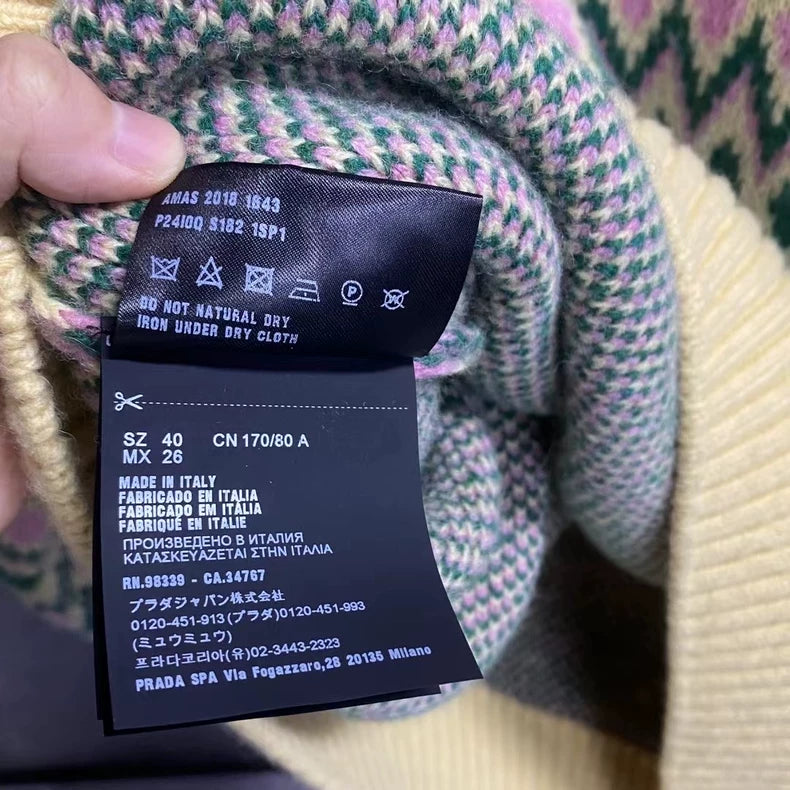 AMAS 2018 1843
P24I0Q S182 1SP1
P
DO NOT NATURAL DRY
IRON UNDER DRY CLOTH
SZ 40 CN 170/80 A
MX 26
MADE IN ITALY
FABRICADO EN ITALIA
FABRICADO EM ITÁLIA
FABRIQUÉ EN ITALIE
ПРОИЗВЕДЕНО В ИТАЛИЯ
ΚΑΤΑΣΚΕΥΑΖΕΤΑΙ ΣΤΗΝ ΙΤΑΛΙΑ
RN.98339 - CA.34767
プラダジャパン株式会社
0120-451-913 (プラダ)0120-451-993
(ミュウミュウ)
프라다코리아(유)02-3443-2323
PRADA SPA Via Fogazzaro,28 20135 Milano